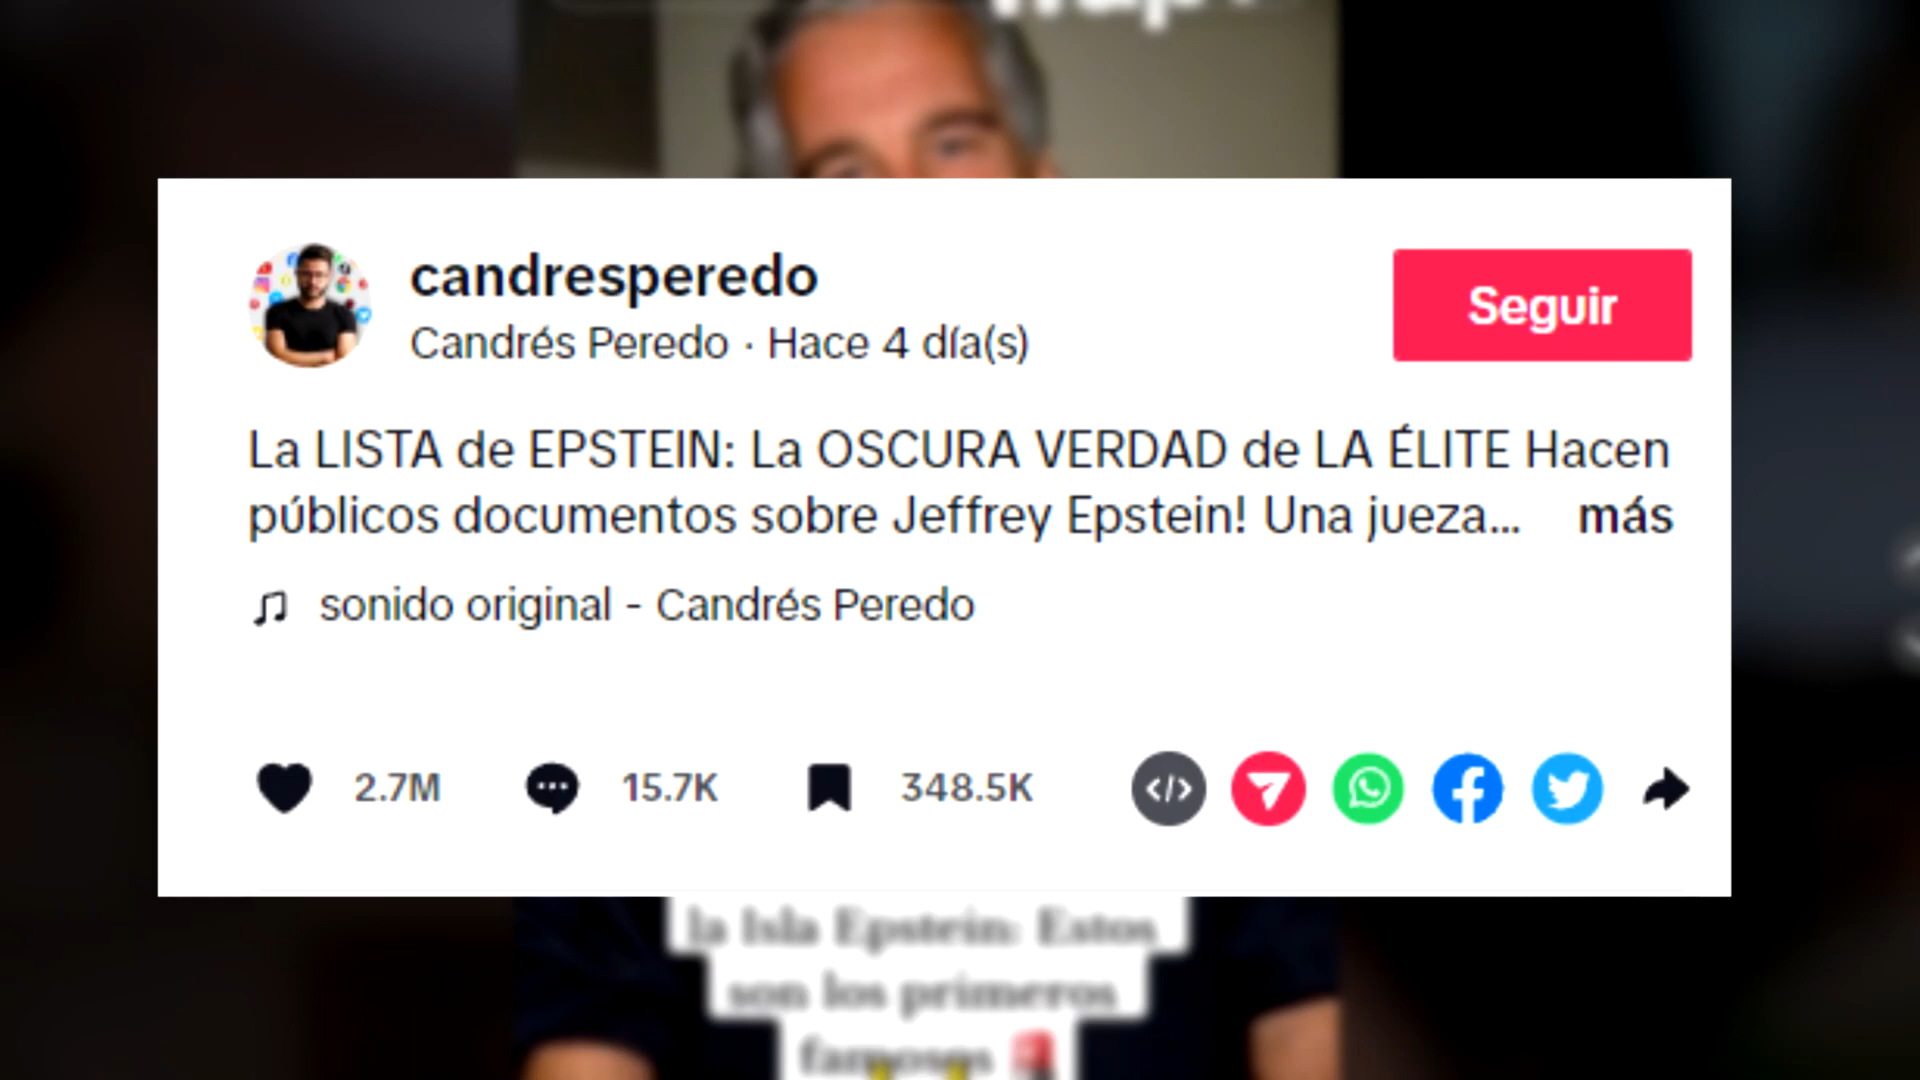 candresperedo
Candrés Peredo · Hace 4 día(s)
Seguir
La LISTA de EPSTEIN: La OSCURA VERDAD de LA ÉLITE Hacen
públicos documentos sobre Jeffrey Epstein! Una jueza... más
sonido original - Candrés Peredo
2.7M 15.7K 348.5K
la Isla Epstein: Estos
son los primeros
famosos